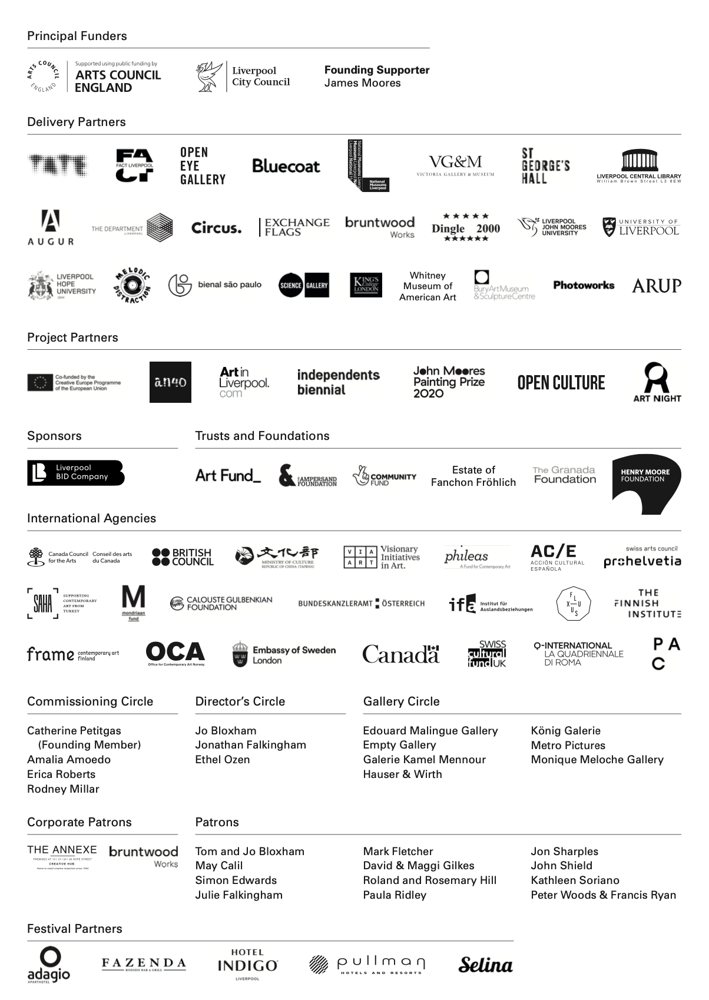 Principal Funders
ARTS COUNCIL
ENGLAND
Supported using public funding by
ARTS COUNCIL
ENGLAND
Liverpool
City Council
Founding Supporter
James Moores
Delivery Partners
TATE
FACT
FACT LIVERPOOL
OPEN
EYE
GALLERY
Bluecoat
National
Museums
Liverpool
VG&M
VICTORIA GALLERY & MUSEUM
ST
GEORGE'S
HALL
LIVERPOOL CENTRAL LIBRARY
William Brown Street L3 8EW
AUGUR
THE DEPARTMENT
LIVERPOOL
Circus.
EXCHANGE
FLAGS
bruntwood
Works
Dingle 2000
LIVERPOOL
JOHN MOORES
UNIVERSITY
UNIVERSITY OF
LIVERPOOL
LIVERPOOL
HOPE
UNIVERSITY
1844
MELODIC
DISTRACTION
bienal são paulo
SCIENCE GALLERY
KING'S
College
LONDON
Whitney
Museum of
American Art
Bury Art Museum
& Sculpture Centre
Photoworks
ARUP
Project Partners
Co-funded by the
Creative Europe Programme
of the European Union
an40
Art in
Liverpool.
com
independents
biennial
John Moores
Painting Prize
2020
OPEN CULTURE
ART NIGHT
Sponsors
Liverpool
BID Company
Trusts and Foundations
Art Fund_
&
THE AMPERSAND
FOUNDATION
COMMUNITY
FUND
Estate of
Fanchon Fröhlich
The Granada
Foundation
HENRY MOORE
FOUNDATION
International Agencies
Canada Council Conseil des arts
for the Arts du Canada
BRITISH
COUNCIL
文化部
MINISTRY OF CULTURE
REPUBLIC OF CHINA (TAIWAN)
VIA
ART
Visionary
Initiatives
in Art.
phileas
A Fund for Contemporary Art
AC/E
ACCIÓN CULTURAL
ESPAÑOLA
swiss arts council
prohelvetia
SAHA
SUPPORTING
CONTEMPORARY
ART FROM
TURKEY
M
mondriaan
fund
CALOUSTE GULBENKIAN
FOUNDATION
BUNDESKANZLERAMT ÖSTERREICH
ifa
Institut für
Auslandsbeziehungen
FLUXUS
THE
FINNISH
INSTITUTE
frame
contemporary art
finland
OCA
Office for Contemporary Art Norway
Embassy of Sweden
London
Canada
SWISS
cultural
fund UK
Q-INTERNATIONAL
LA QUADRIENNALE
DI ROMA
P A
C
Commissioning Circle
Catherine Petitgas
(Founding Member)
Amalia Amoedo
Erica Roberts
Rodney Millar
Director's Circle
Jo Bloxham
Jonathan Falkingham
Ethel Ozen
Gallery Circle
Edouard Malingue Gallery
Empty Gallery
Galerie Kamel Mennour
Hauser & Wirth
König Galerie
Metro Pictures
Monique Meloche Gallery
Corporate Patrons
THE ANNEXE
CREATIVE HUB
Home to small creative industries since 1994
bruntwood
Works
Patrons
Tom and Jo Bloxham
May Calil
Simon Edwards
Julie Falkingham
Mark Fletcher
David & Maggi Gilkes
Roland and Rosemary Hill
Paula Ridley
Jon Sharples
John Shield
Kathleen Soriano
Peter Woods & Francis Ryan
Festival Partners
adagio
APARTHOTEL
FAZENDA
RODIZIO BAR & GRILL
HOTEL
INDIGO
LIVERPOOL
pullman
HOTELS AND RESORTS
Selina